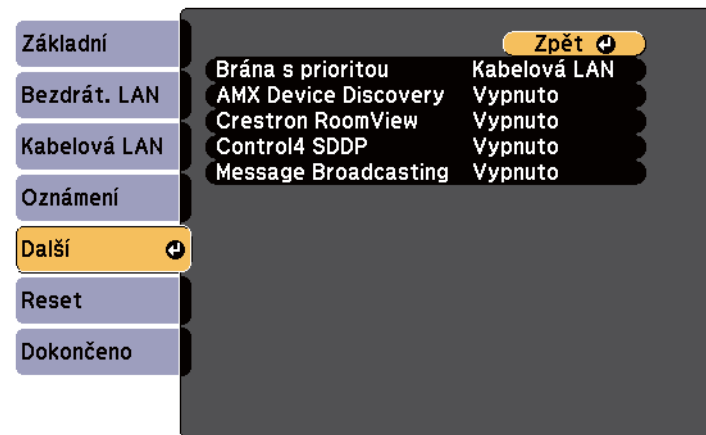 Základní
Bezdrát. LAN
Kabelová LAN
Oznámení
Další
Reset
Dokončeno
Zpět
Brána s prioritou Kabelová LAN
AMX Device Discovery Vypnuto
Crestron RoomView Vypnuto
Control4 SDDP Vypnuto
Message Broadcasting Vypnuto